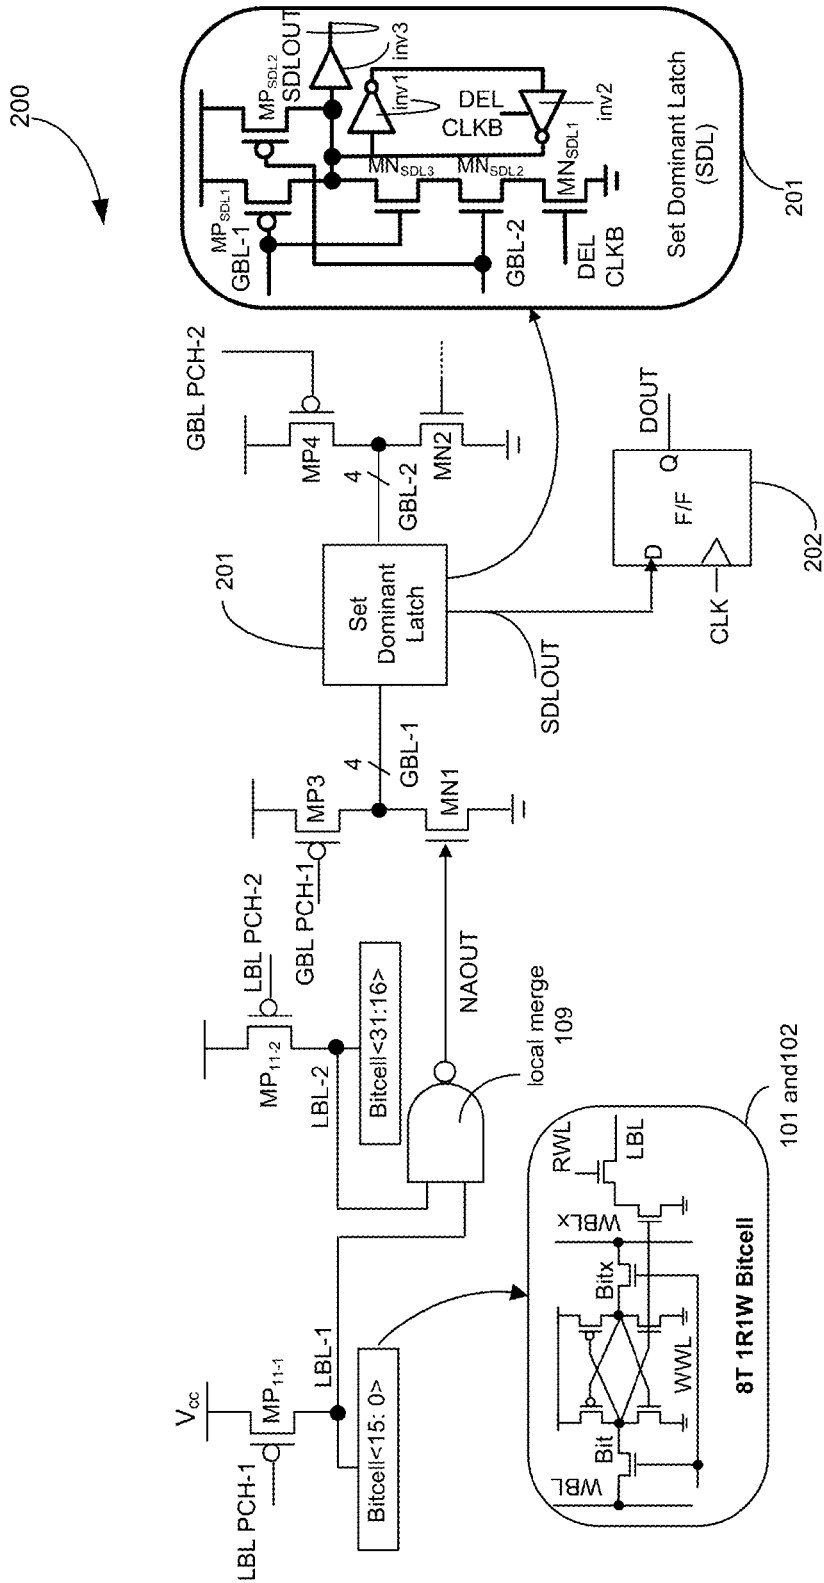 200
LBL PCH-1
V_CC
MP_11-1
LBL-1
Bitcell<15: 0>
LBL PCH-2
MP_11-2
LBL-2
Bitcell<31:16>
local merge
109
NAOUT
GBL PCH-1
MP3
MN1
4
GBL-1
201
Set
Dominant
Latch
SDLOUT
4
GBL-2
GBL PCH-2
MP4
MN2
D
Q
F/F
CLK
DOUT
202
WBL
Bit
Bitx
WBLx
WWL
RWL
LBL
8T 1R1W Bitcell
101 and102
MP_SDL1
GBL-1
MP_SDL2
SDLOUT
inv3
inv1
DEL
CLKB
inv2
MN_SDL3
MN_SDL2
MN_SDL1
GBL-2
DEL
CLKB
Set Dominant Latch
(SDL)
201